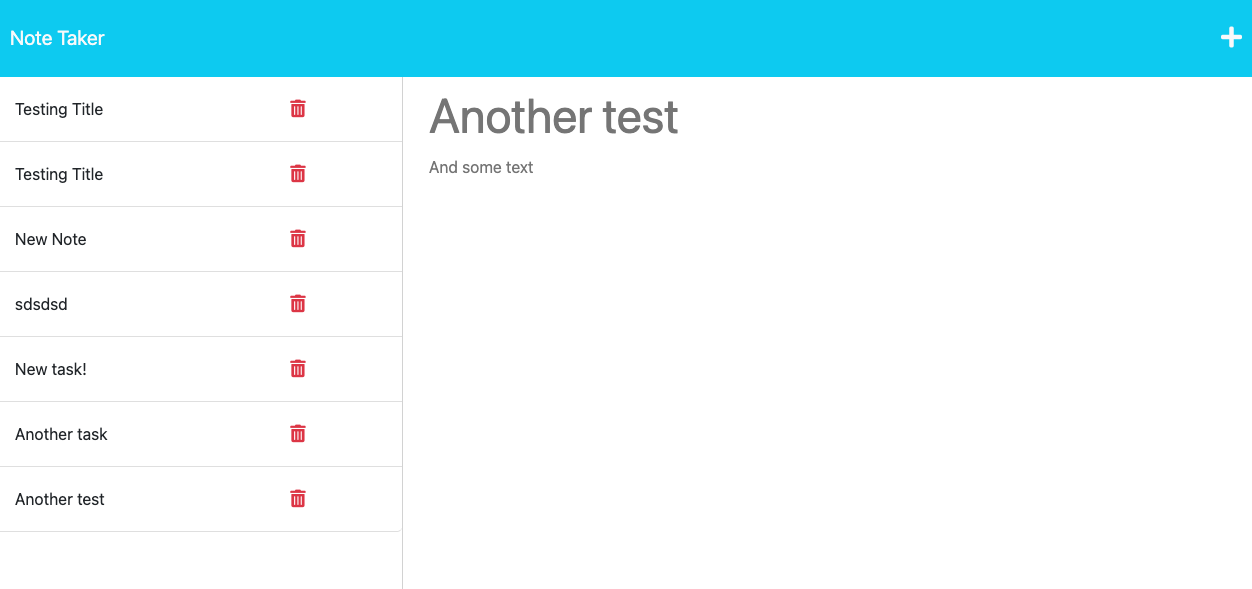 Note Taker
Testing Title
Testing Title
New Note
sdsdsd
New task!
Another task
Another test
Another test
And some text